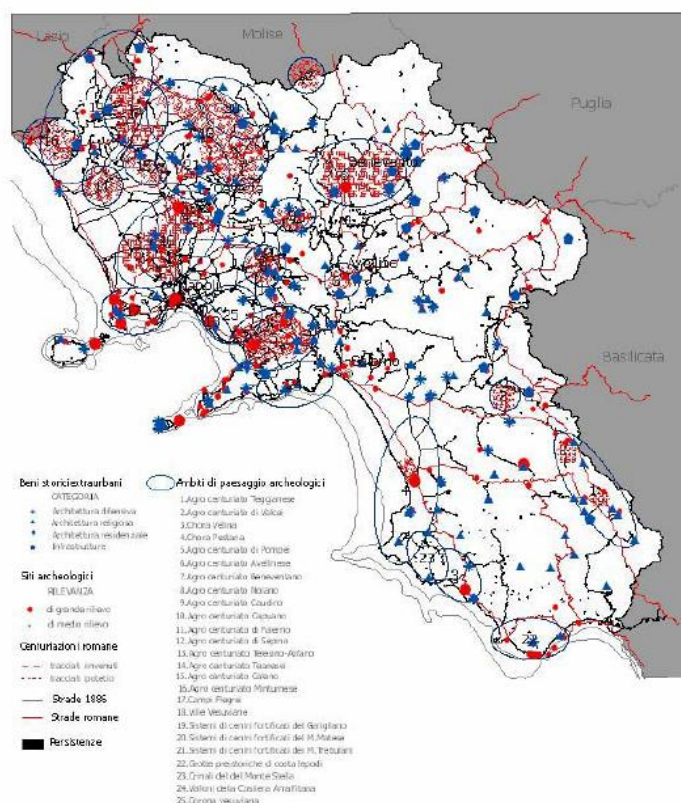 Lazio
Molise
Puglia
Benevento
Avellino
Napoli
Salerno
Basilicata
Beni storici extraurbani
CATEGORIA
Architettura difensiva
Architettura religiosa
Architettura residenziale
Infrastrutture
Siti archeologici
RILEVANZA
di grande rilievo
di medio rilievo
Centuriazioni romane
tracciati rinvenuti
tracciati ipotetici
Strade 1886
Strade romane
Persistenze
Ambiti di paesaggio archeologici
1.Agro centuriato Teggianese
2.Agro centuriato di Volcei
3.Chora Velina
4.Chora Pestana
5.Agro centuriato di Pompei
6.Agro centuriato Avellinese
7.Agro centuriato Beneventano
8.Agro centuriato Nolano
9.Agro centuriato Caudino
10.Agro centuriato Capuano
11.Agro centuriato di Falerno
12.Agro centuriato di Sepino
13.Agro centuriato Telesino-Alifano
14.Agro centuriato Teanese
15.Agro centuriato Caleno
16.Agro centuriato Minturnese
17.Campi Flegrei
18.Ville Vesuviane
19.Sistemi di centri fortificati del Garigliano
20.Sistemi di centri fortificati del M.Matese
21.Sistemi di centri fortificati del M.Trebulani
22.Grotte preistoriche di costa lepodi
23.Crinali del del Monte Stella
24.Valloni della Costiera Amalfitana
25.Corona vesuviana